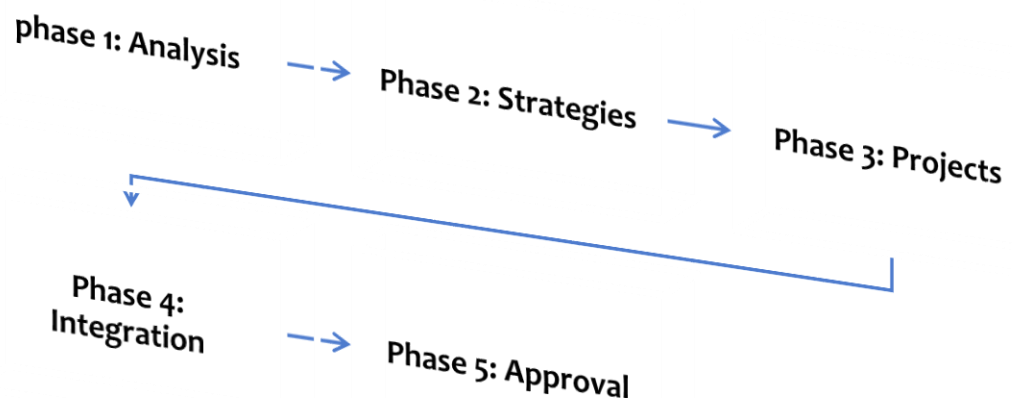 phase 1: Analysis
Phase 2: Strategies
Phase 3: Projects
Phase 4:
Integration
Phase 5: Approval